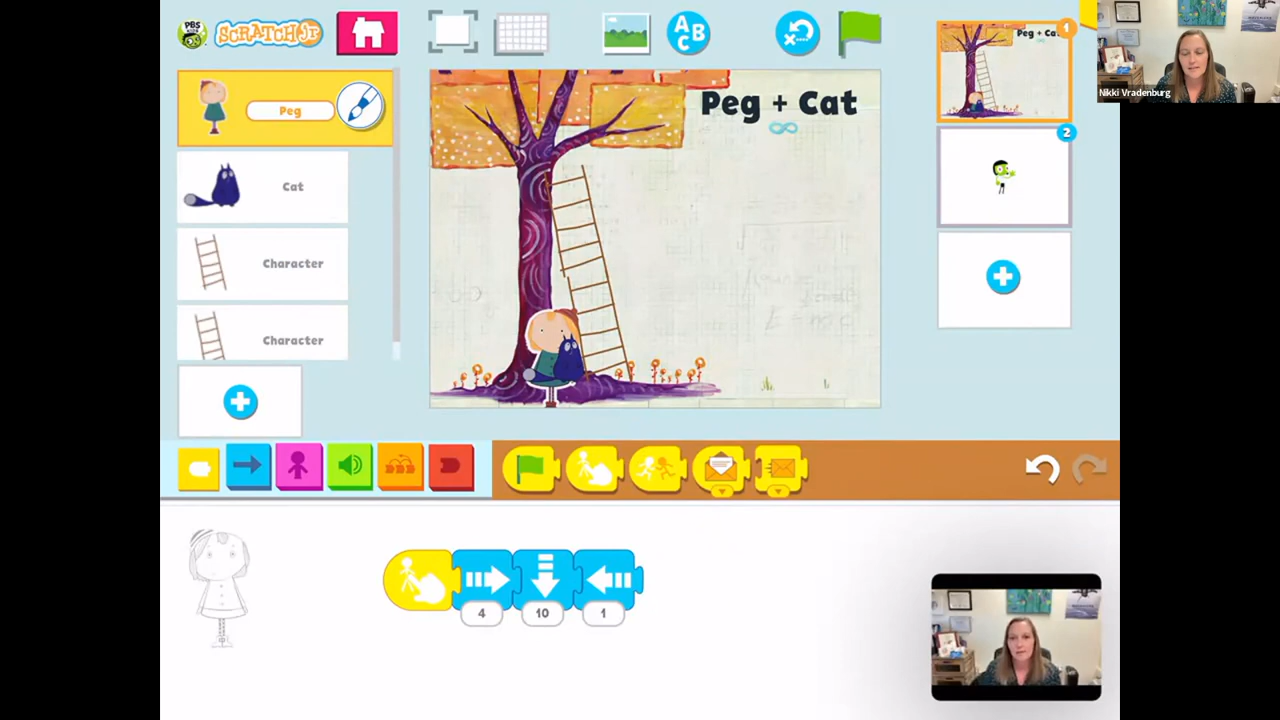 PBS
KIDS
SCRATCHJR
A B
C
Peg + Cat
Peg
Cat
Character
Character
4
10
1
Peg + Ca
1
2
Nikki Vradenburg